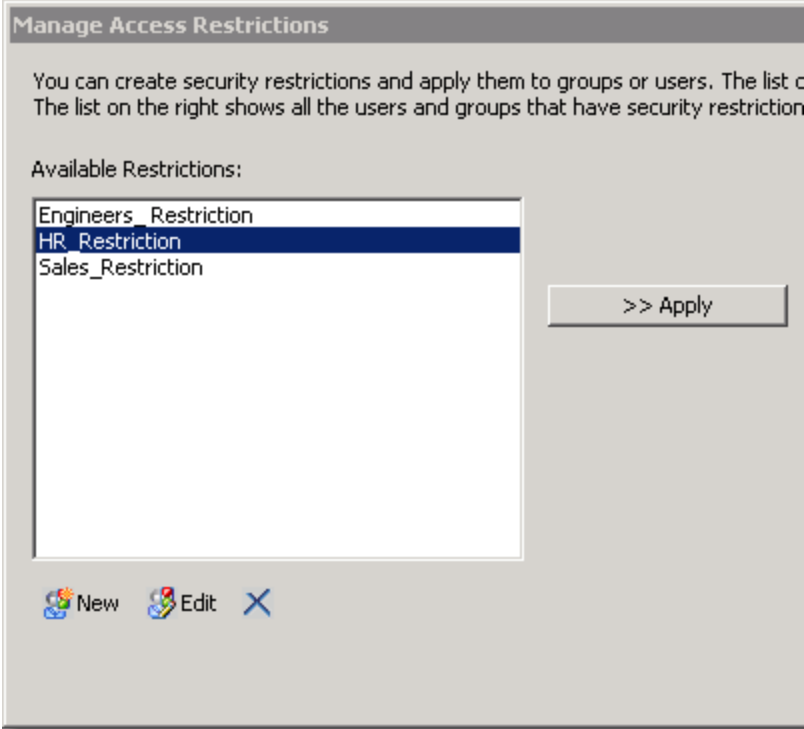 Manage Access Restrictions
You can create security restrictions and apply them to groups or users. The list
The list on the right shows all the users and groups that have security restriction
Available Restrictions:
Engineers_ Restriction
HR_Restriction
Sales_Restriction
>> Apply
New Edit